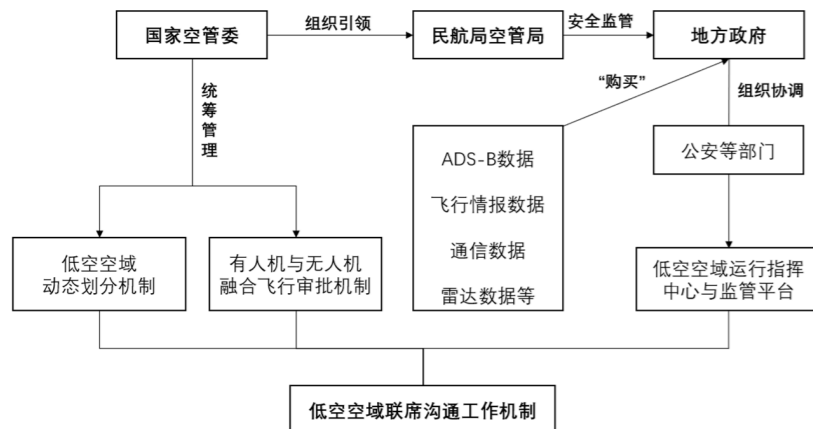 国家空管委
组织引领
民航局空管局
安全监管
地方政府
统筹管理
“购买”
组织协调
ADS-B数据
飞行情报数据
通信数据
雷达数据等
公安等部门
低空空域
动态划分机制
有人机与无人机
融合飞行审批机制
低空空域运行指挥
中心与监管平台
低空空域联席沟通工作机制